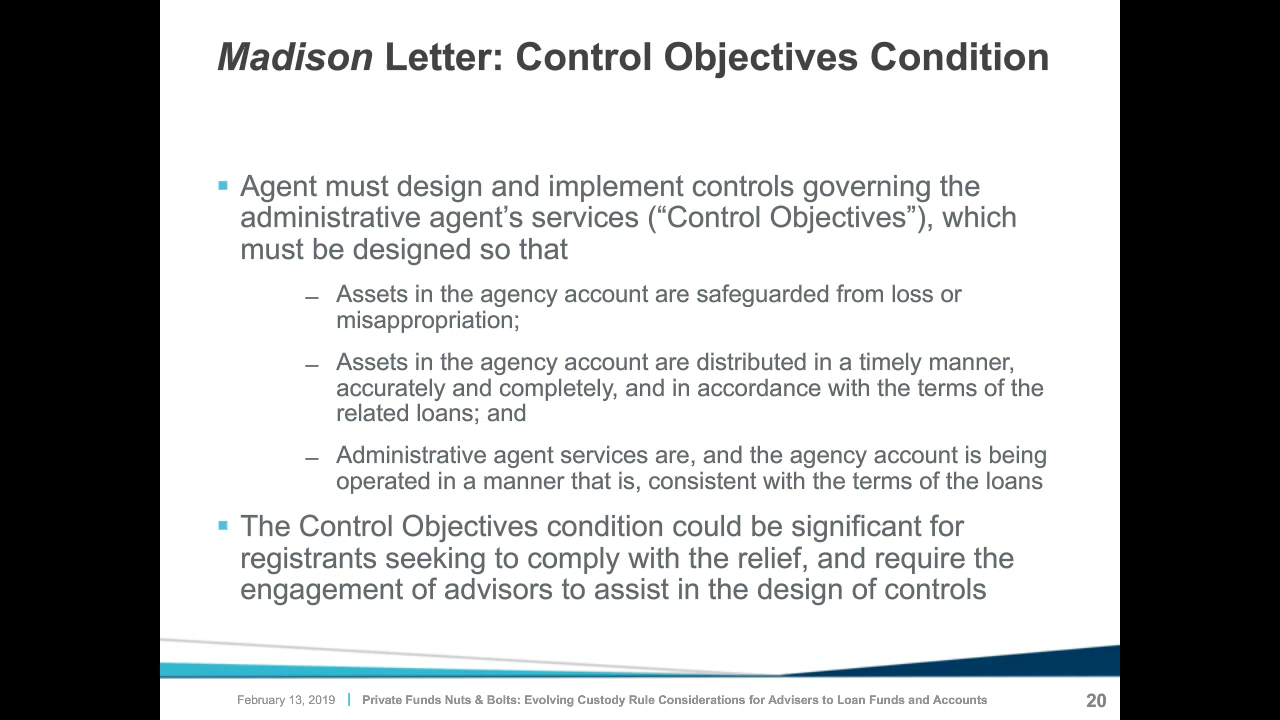 Madison Letter: Control Objectives Condition
▪ Agent must design and implement controls governing the
administrative agent’s services (“Control Objectives”), which
must be designed so that
– Assets in the agency account are safeguarded from loss or
misappropriation;
– Assets in the agency account are distributed in a timely manner,
accurately and completely, and in accordance with the terms of the
related loans; and
– Administrative agent services are, and the agency account is being
operated in a manner that is, consistent with the terms of the loans
▪ The Control Objectives condition could be significant for
registrants seeking to comply with the relief, and require the
engagement of advisors to assist in the design of controls
February 13, 2019 | Private Funds Nuts & Bolts: Evolving Custody Rule Considerations for Advisers to Loan Funds and Accounts 20